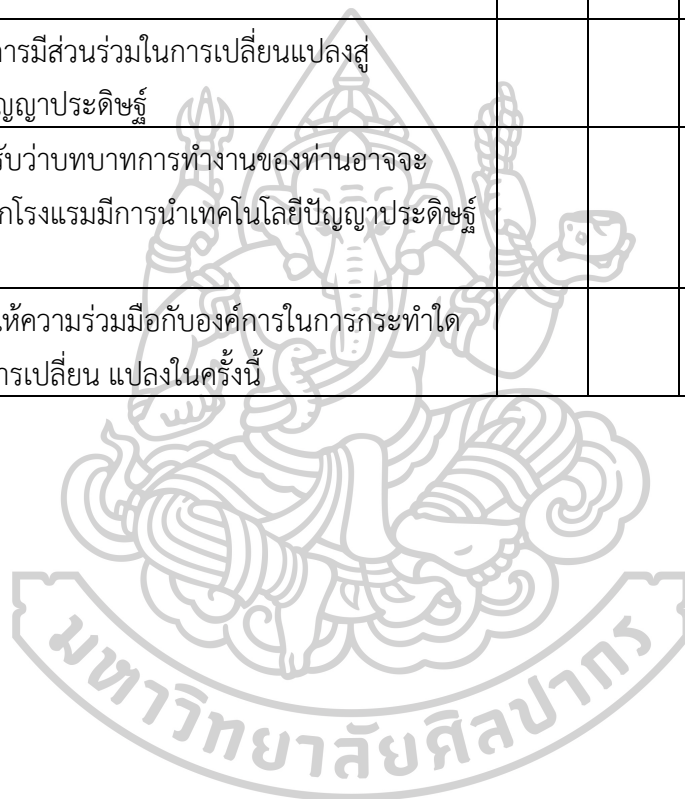 ารมีส่วนร่วมในการเปลี่ยนแปลงสู่
ญญาประดิษฐ์
รับว่าบทบาทการทำงานของท่านอาจจะ
กโรงแรมมีการนำเทคโนโลยีปัญญาประดิษฐ์
ให้ความร่วมมือกับองค์การในการกระทำใด
ารเปลี่ยน แปลงในครั้งนี้
มหาวิทยาลัยศิลปากร